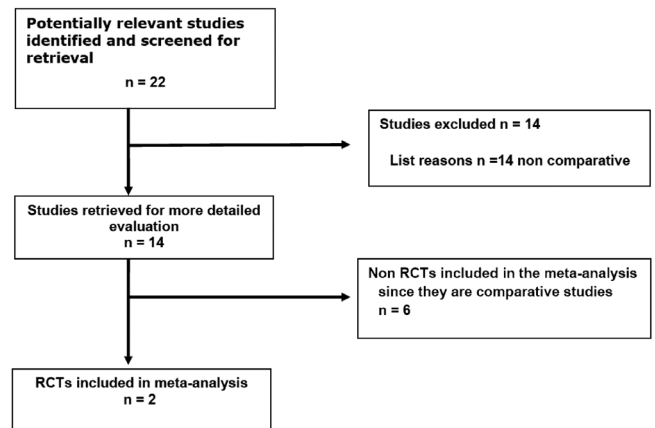 Potentially relevant studies
identified and screened for
retrieval
n = 22
Studies excluded n = 14
List reasons n =14 non comparative
Studies retrieved for more detailed
evaluation
n = 14
Non RCTs included in the meta-analysis
since they are comparative studies
n = 6
RCTs included in meta-analysis
n = 2